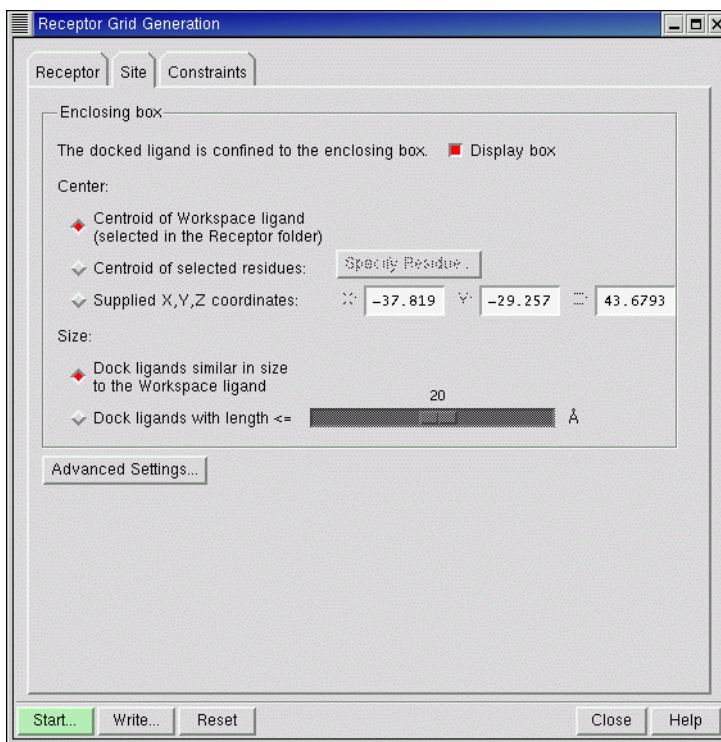 Receptor Grid Generation
Receptor Site Constraints
Enclosing box
The docked ligand is confined to the enclosing box. Display box
Center:
Centroid of Workspace ligand
(selected in the Receptor folder)
Centroid of selected residues: Specify Residue...
Supplied X,Y,Z coordinates: X: -37.819 Y: -29.257 Z: 43.6793
Size:
Dock ligands similar in size
to the Workspace ligand
20
Dock ligands with length <= Å
Advanced Settings...
Start... Write... Reset Close Help